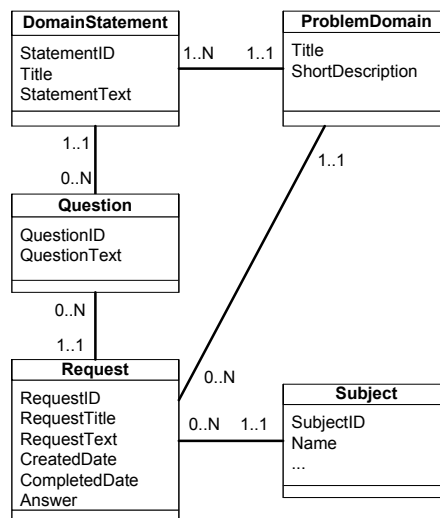 DomainStatement
StatementID
Title
StatementText
ProblemDomain
Title
ShortDescription
1..N
1..1
1..1
0..N
1..1
Question
QuestionID
QuestionText
0..N
1..1
0..N
Request
RequestID
RequestTitle
RequestText
CreatedDate
CompletedDate
Answer
0..N
1..1
Subject
SubjectID
Name
...